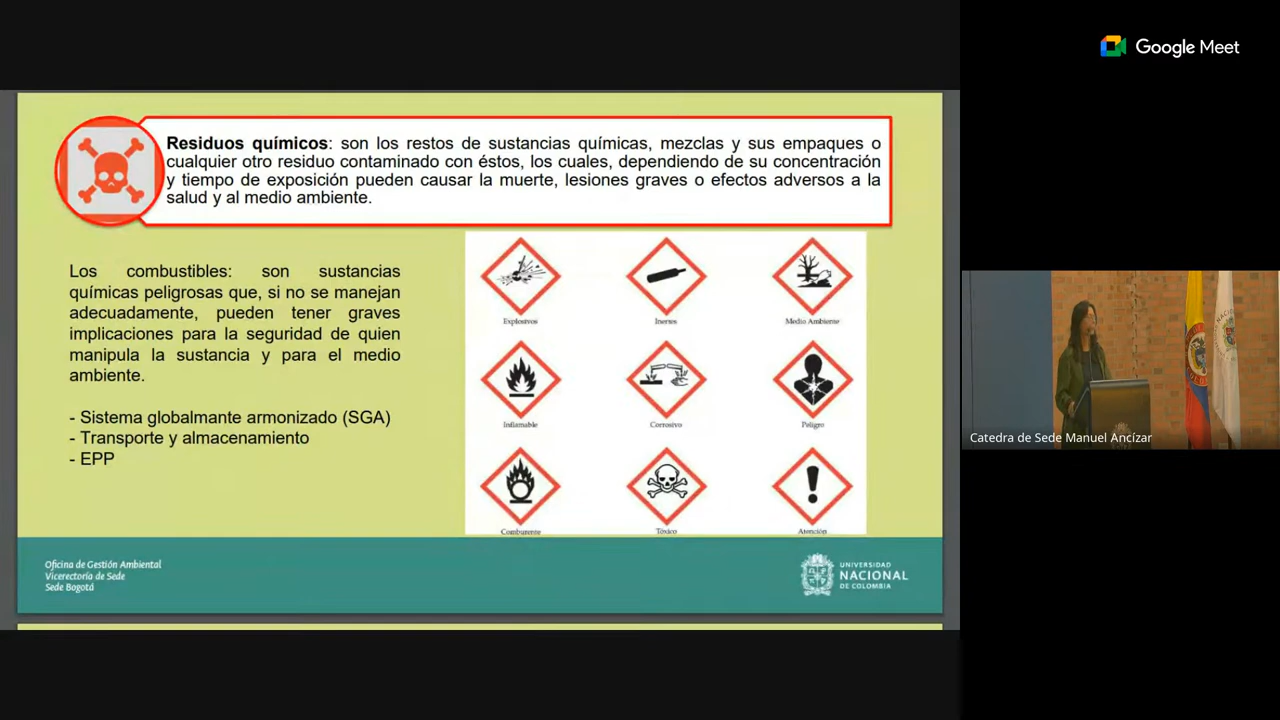 Google Meet
Residuos químicos: son los restos de sustancias químicas, mezclas y sus empaques o
cualquier otro residuo contaminado con éstos, los cuales, dependiendo de su concentración
y tiempo de exposición pueden causar la muerte, lesiones graves o efectos adversos a la
salud y al medio ambiente.
Los combustibles: son sustancias
químicas peligrosas que, si no se manejan
adecuadamente, pueden tener graves
implicaciones para la seguridad de quien
manipula la sustancia y para el medio
ambiente.
- Sistema globalmante armonizado (SGA)
- Transporte y almacenamiento
- EPP
Explosivos
Inertes
Medio Ambiente
Inflamable
Corrosivo
Peligro
Comburente
Tóxico
Atención
Oficina de Gestión Ambiental
Vicerectoría de Sede
Sede Bogotá
UNIVERSIDAD
NACIONAL
DE COLOMBIA
Catedra de Sede Manuel Ancízar